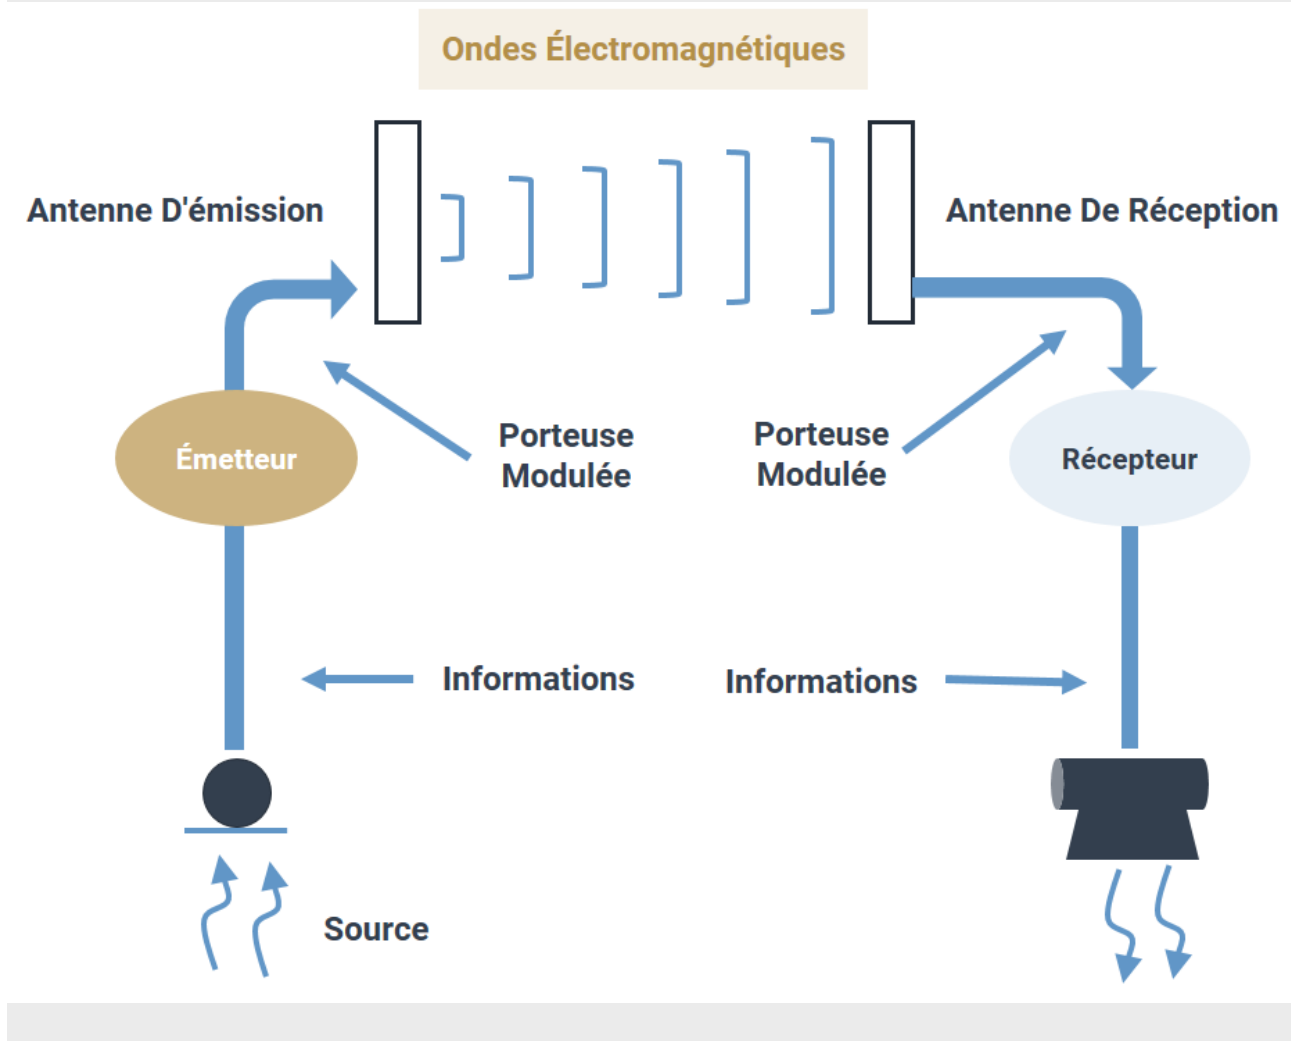 Ondes Électromagnétiques
Antenne D'émission
Antenne De Réception
Porteuse
Modulée
Porteuse
Modulée
Émetteur
Récepteur
Informations
Informations
Source